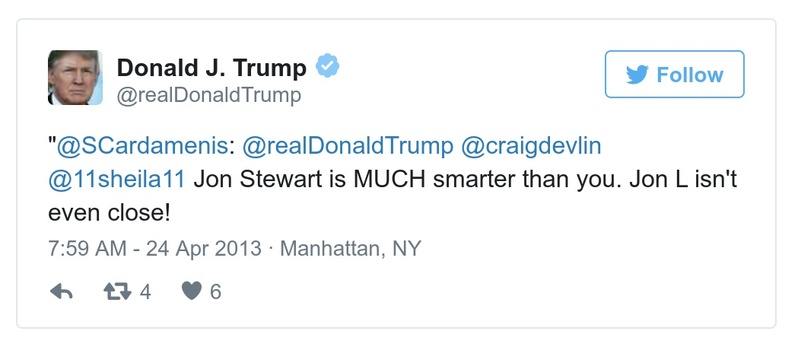 Donald J. Trump
@realDonaldTrump
Follow
"@SCardamenis: @realDonaldTrump @craigdevlin
@11sheila11 Jon Stewart is MUCH smarter than you. Jon L isn't
even close!
7:59 AM - 24 Apr 2013 · Manhattan, NY
4 6